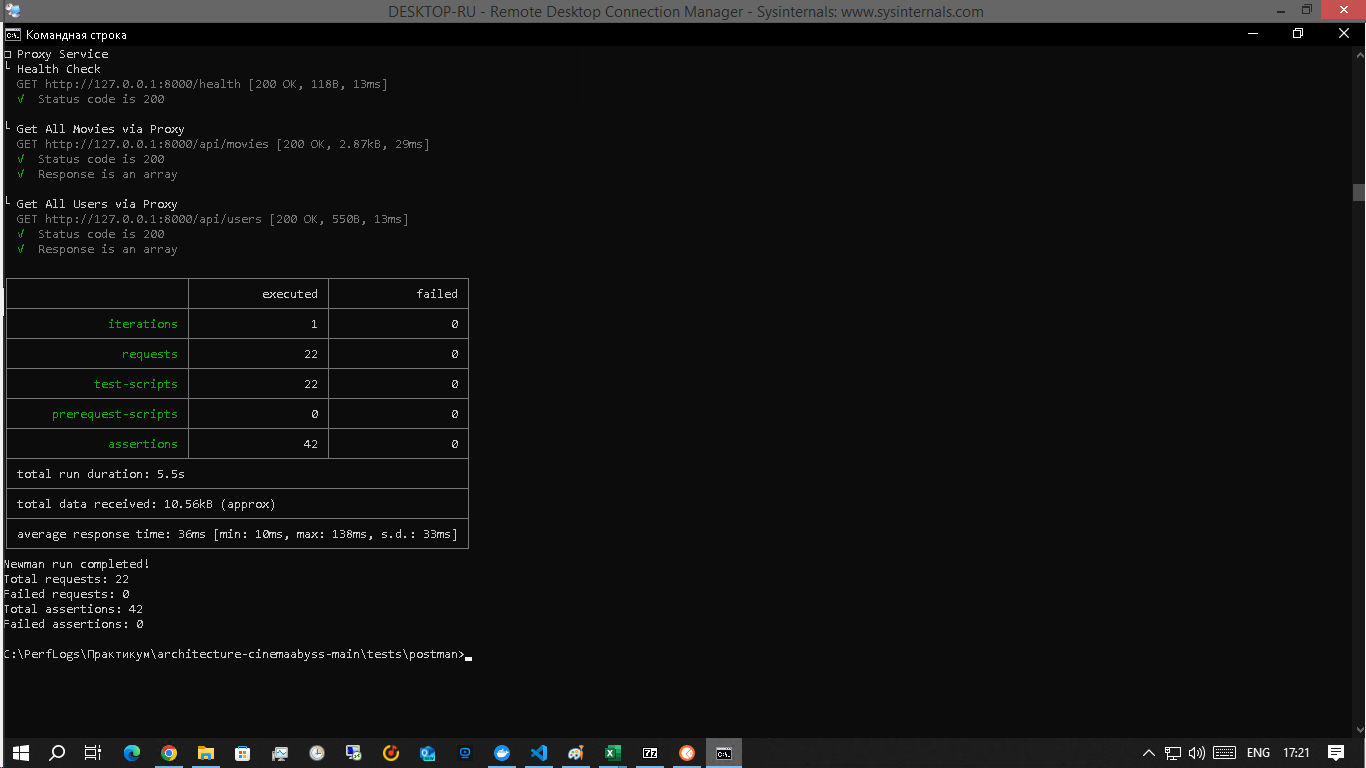 DESKTOP-RU - Remote Desktop Connection Manager - Sysinternals: www.sysinternals.com
Командная строка
Proxy Service
└ Health Check
GET http://127.0.0.1:8000/health [200 OK, 118B, 13ms]
√ Status code is 200
└ Get All Movies via Proxy
GET http://127.0.0.1:8000/api/movies [200 OK, 2.87kB, 29ms]
√ Status code is 200
√ Response is an array
└ Get All Users via Proxy
GET http://127.0.0.1:8000/api/users [200 OK, 550B, 13ms]
√ Status code is 200
√ Response is an array
executed failed
iterations 1 0
requests 22 0
test-scripts 22 0
prerequest-scripts 0 0
assertions 42 0
total run duration: 5.5s
total data received: 10.56kB (approx)
average response time: 36ms [min: 10ms, max: 138ms, s.d.: 33ms]
Newman run completed!
Total requests: 22
Failed requests: 0
Total assertions: 42
Failed assertions: 0
C:\PerfLogs\Практикум\architecture-cinemaabyss-main\tests\postman>
ENG 17:21